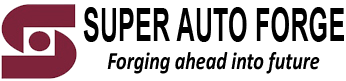 SUPER AUTO FORGE
Forging ahead into future